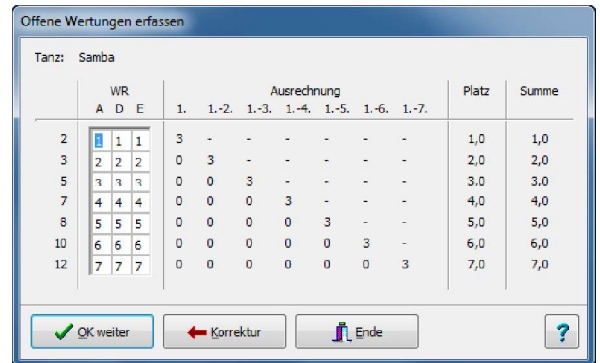 Offene Wertungen erfassen
Tanz: Samba
WR Ausrechnung Platz Summe
A D E 1. 1.-2. 1.-3. 1.-4. 1.-5. 1.-6. 1.-7.
2 1 1 1 3 - - - - - - 1,0 1,0
3 2 2 2 0 3 - - - - - 2,0 2,0
5 3 3 3 0 0 3 - - - - 3,0 3,0
7 4 4 4 0 0 0 3 - - - 4,0 4,0
8 5 5 5 0 0 0 0 3 - - 5,0 5,0
10 6 6 6 0 0 0 0 0 3 - 6,0 6,0
12 7 7 7 0 0 0 0 0 0 3 7,0 7,0
OK weiter Korrektur Ende ?